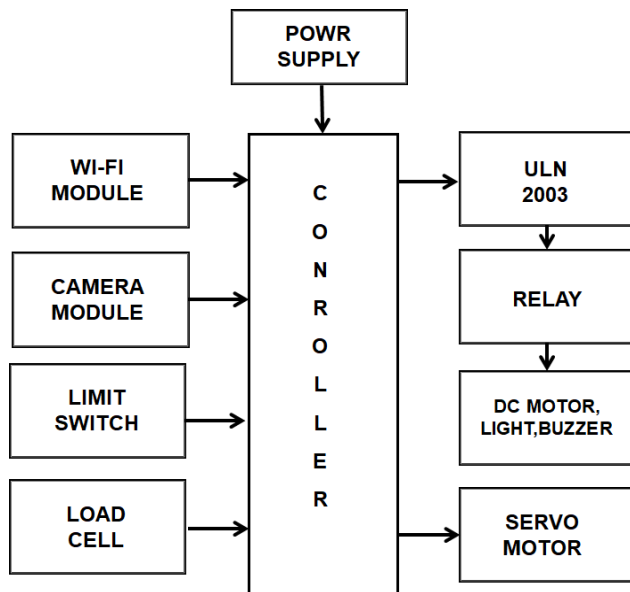 POWR
SUPPLY
WI-FI
MODULE
CAMERA
MODULE
LIMIT
SWITCH
LOAD
CELL
C
O
N
R
O
L
L
E
R
ULN
2003
RELAY
DC MOTOR,
LIGHT,BUZZER
SERVO
MOTOR